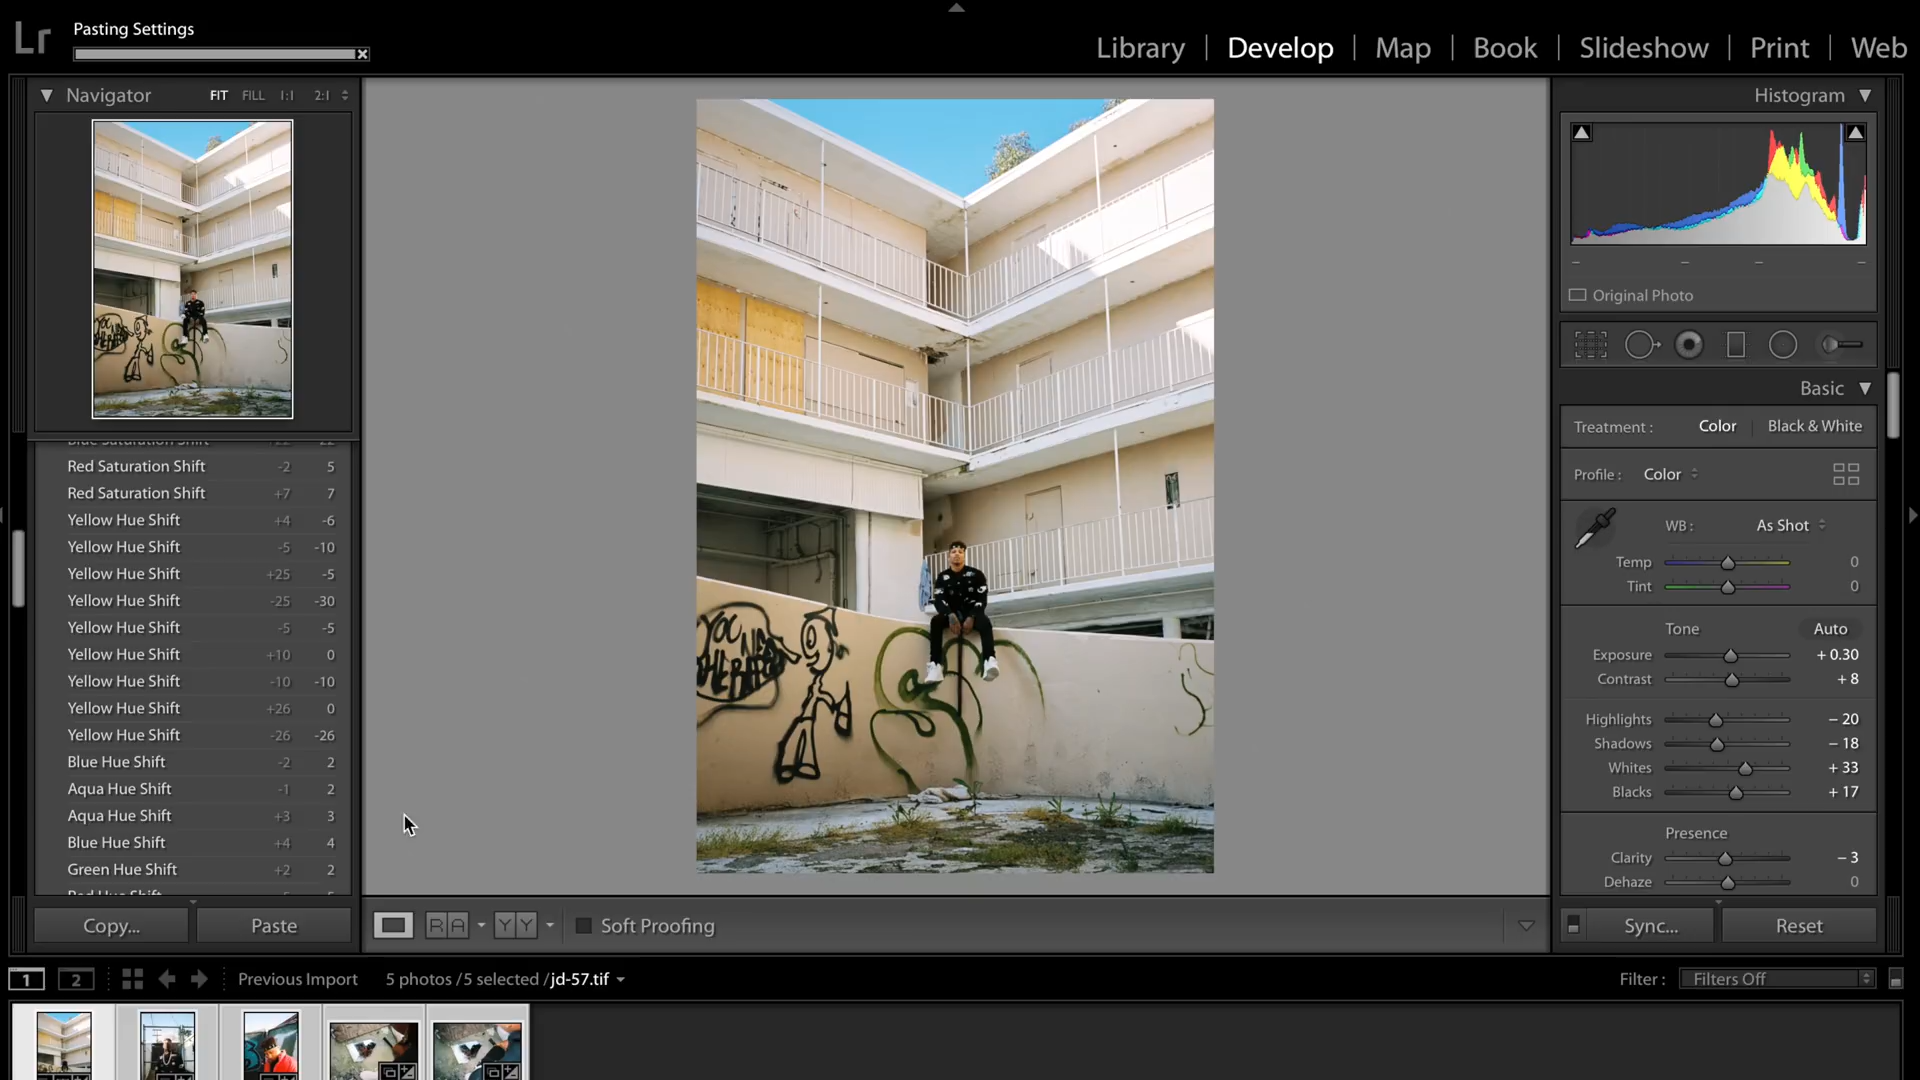 Lr
Pasting Settings
Library | Develop | Map | Book | Slideshow | Print | Web
Navigator FIT FILL 1:1 2:1
Red Saturation Shift -2 5
Red Saturation Shift +7 7
Yellow Hue Shift +4 -6
Yellow Hue Shift -5 -10
Yellow Hue Shift +25 -5
Yellow Hue Shift -25 -30
Yellow Hue Shift -5 -5
Yellow Hue Shift +10 0
Yellow Hue Shift -10 -10
Yellow Hue Shift +26 0
Yellow Hue Shift -26 -26
Blue Hue Shift -2 2
Aqua Hue Shift -1 2
Aqua Hue Shift +3 3
Blue Hue Shift +4 4
Green Hue Shift +2 2
Copy... Paste
YOU
R A Y Y Soft Proofing
Histogram
Original Photo
Basic
Treatment : Color | Black & White
Profile : Color
WB : As Shot
Temp 0
Tint 0
Tone Auto
Exposure + 0.30
Contrast + 8
Highlights – 20
Shadows – 18
Whites + 33
Blacks + 17
Presence
Clarity – 3
Dehaze 0
Sync... Reset
1 2 Previous Import 5 photos / 5 selected / jd-57.tif
Filter : Filters Off